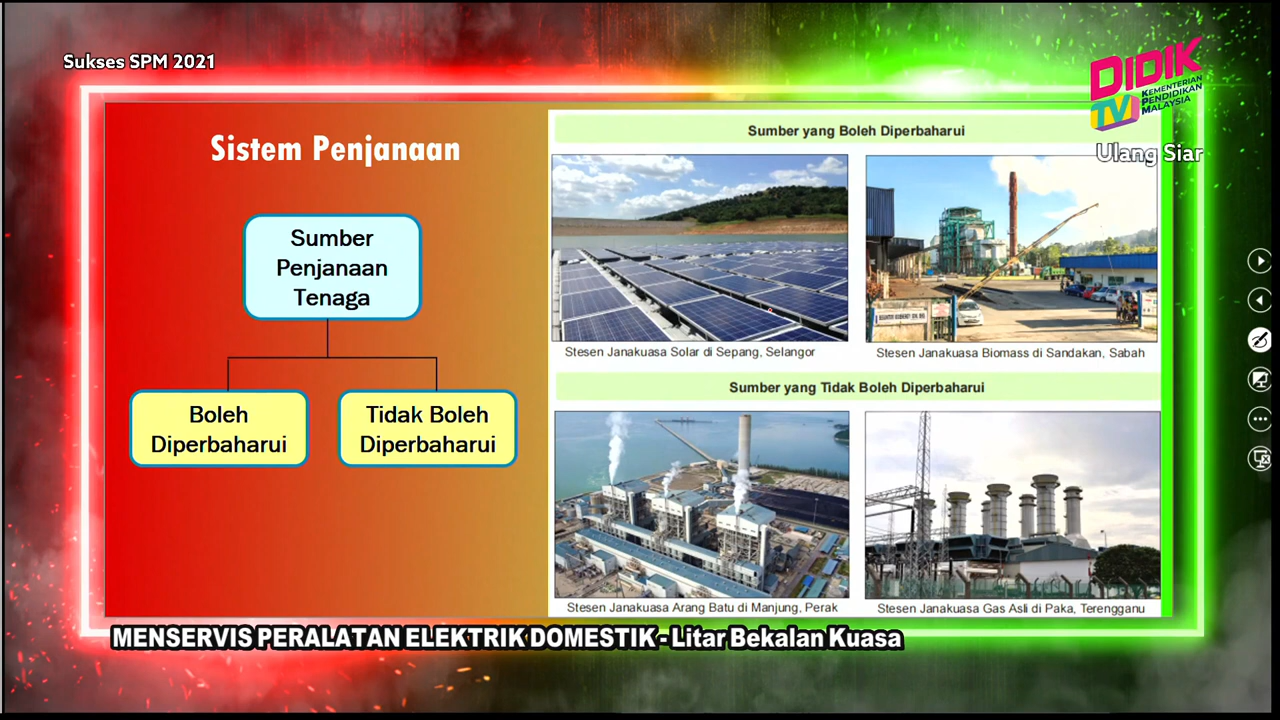 Sukses SPM 2021
DIDIK
TV
KEMENTERIAN
PENDIDIKAN
MALAYSIA
Ulang Siar
Sistem Penjanaan
Sumber
Penjanaan
Tenaga
Boleh
Diperbaharui
Tidak Boleh
Diperbaharui
Sumber yang Boleh Diperbaharui
Stesen Janakuasa Solar di Sepang, Selangor
Stesen Janakuasa Biomass di Sandakan, Sabah
Sumber yang Tidak Boleh Diperbaharui
Stesen Janakuasa Arang Batu di Manjung, Perak
Stesen Janakuasa Gas Asli di Paka, Terengganu
MENSERVIS PERALATAN ELEKTRIK DOMESTIK - Litar Bekalan Kuasa